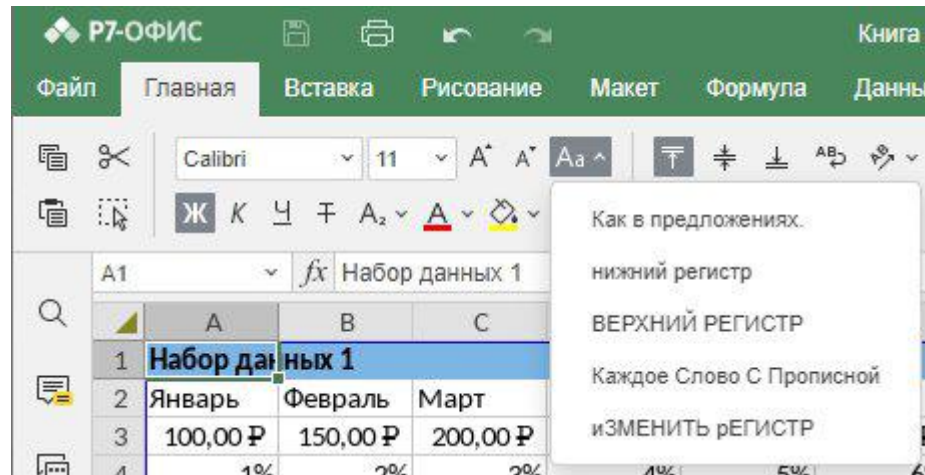 Р7-ОФИС Книга
Файл Главная Вставка Рисование Макет Формула Данны
Calibri 11 A A Aa
Ж К Ч Т A₂ A
Как в предложениях.
нижний регистр
ВЕРХНИЙ РЕГИСТР
Каждое Слово С Прописной
иЗМЕНИТЬ рЕГИСТР
A1 fx Набор данных 1
A B C
1 Набор данных 1
2 Январь Февраль Март
3 100,00 ₽ 150,00 ₽ 200,00 ₽
4 1% 2% 3% 4% 5% 6